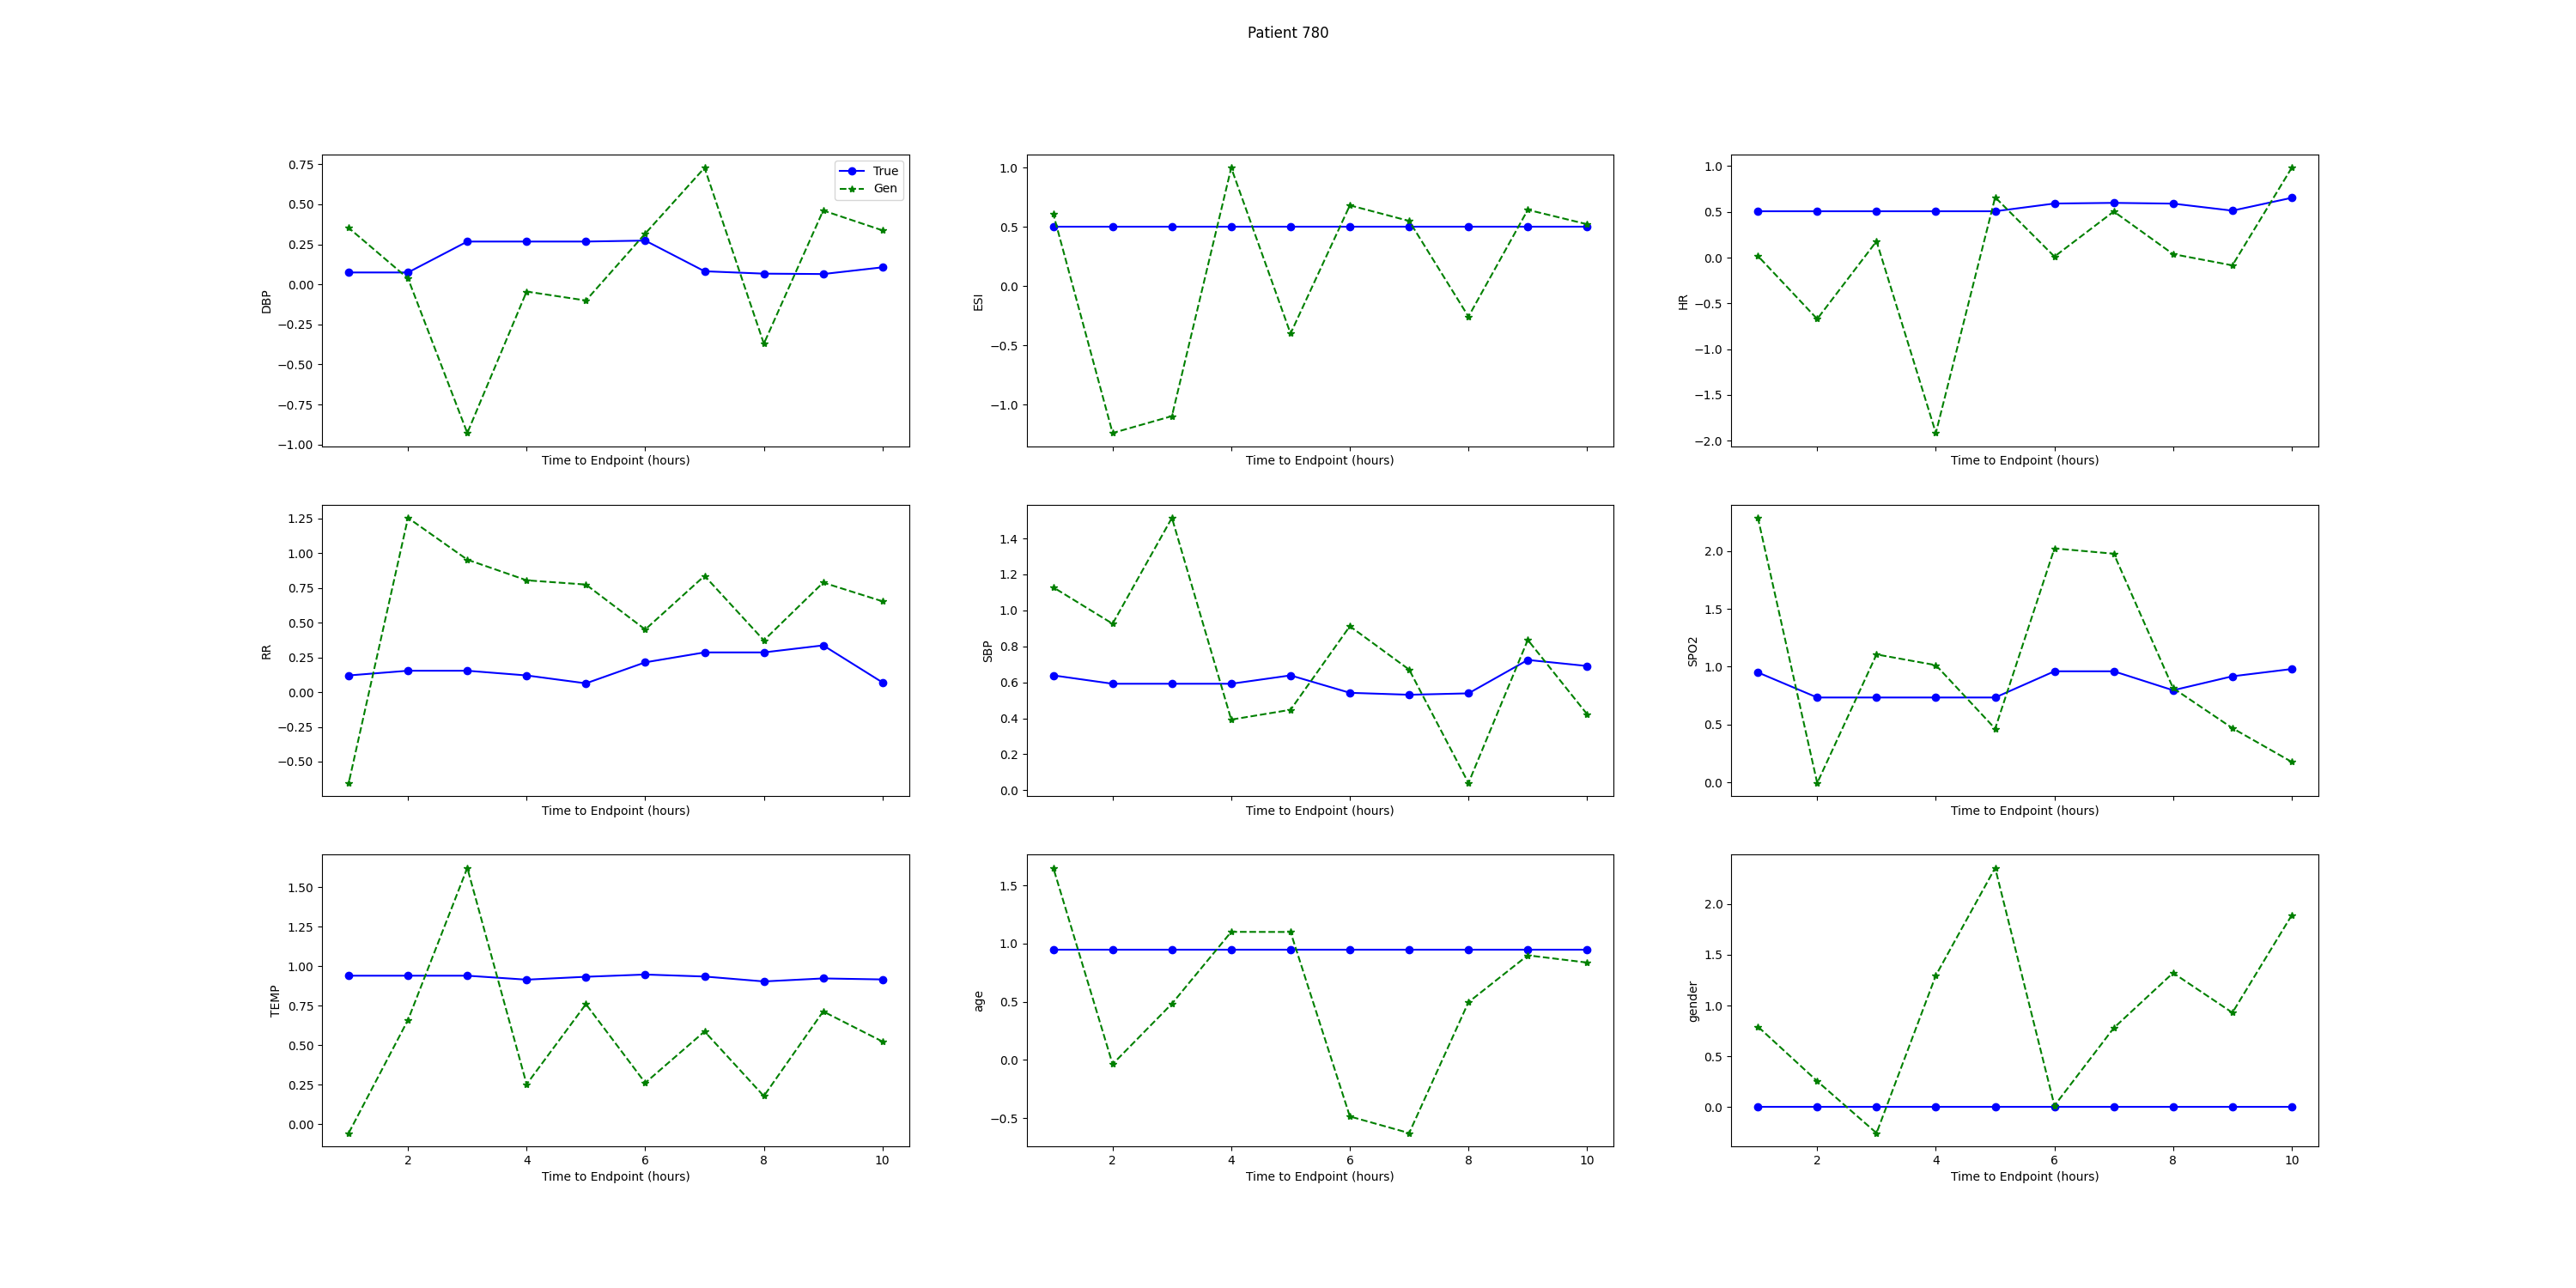 Patient 780
0.75
0.50
0.25
0.00
−0.25
−0.50
−0.75
−1.00
DBP
True
Gen
Time to Endpoint (hours)
1.0
0.5
0.0
−0.5
−1.0
ESI
Time to Endpoint (hours)
1.0
0.5
0.0
−0.5
−1.0
−1.5
−2.0
HR
Time to Endpoint (hours)
1.25
1.00
0.75
0.50
0.25
0.00
−0.25
−0.50
RR
Time to Endpoint (hours)
1.4
1.2
1.0
0.8
0.6
0.4
0.2
0.0
SBP
Time to Endpoint (hours)
2.0
1.5
1.0
0.5
0.0
SPO2
Time to Endpoint (hours)
1.50
1.25
1.00
0.75
0.50
0.25
0.00
TEMP
2 4 6 8 10
Time to Endpoint (hours)
1.5
1.0
0.5
0.0
−0.5
age
2 4 6 8 10
Time to Endpoint (hours)
2.0
1.5
1.0
0.5
0.0
gender
2 4 6 8 10
Time to Endpoint (hours)